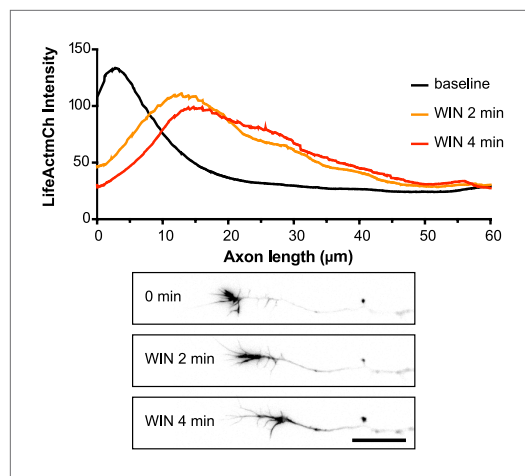 LifeActmCh Intensity
150
100
50
0
0
10
20
30
40
50
60
Axon length (µm)
baseline
WIN 2 min
WIN 4 min
0 min
WIN 2 min
WIN 4 min